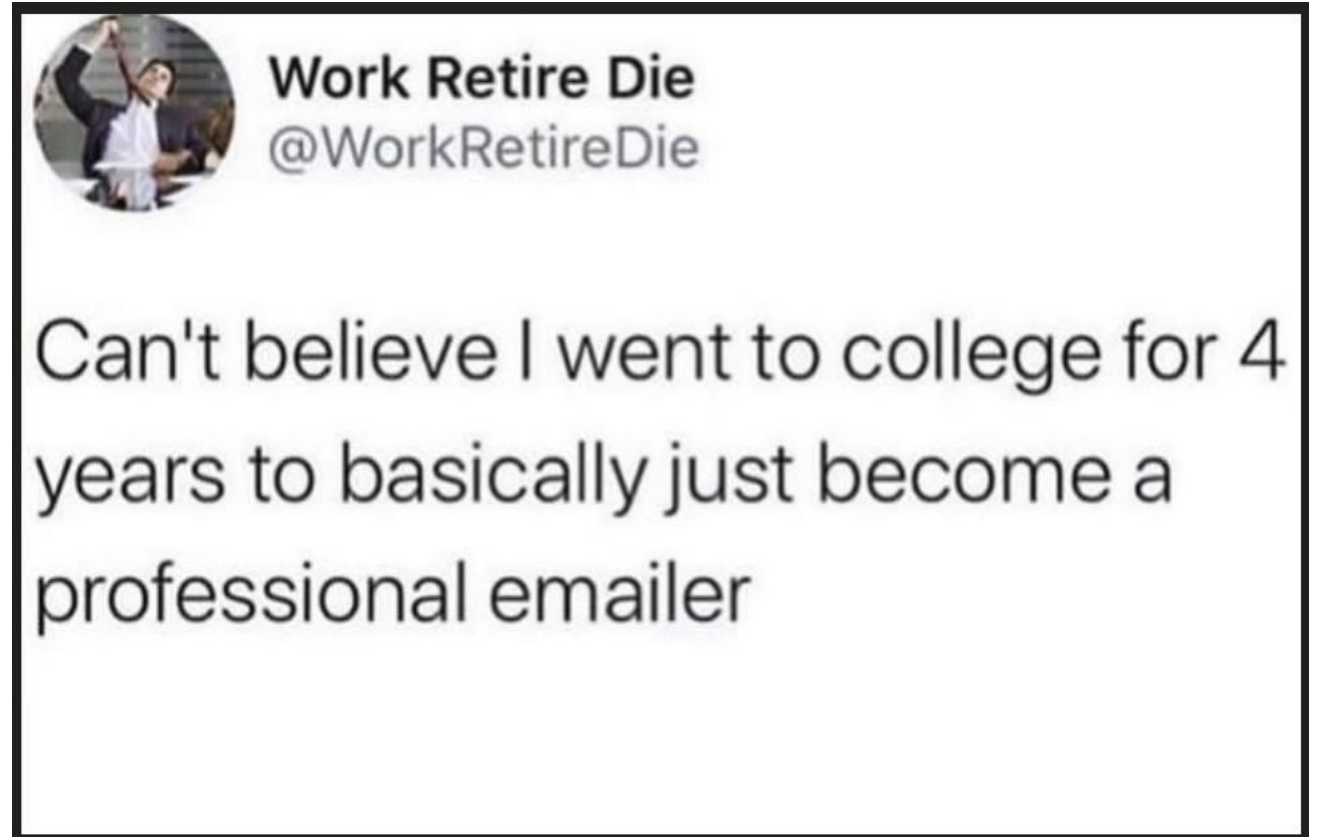 Work Retire Die
@WorkRetireDie
Can't believe I went to college for 4
years to basically just become a
professional emailer